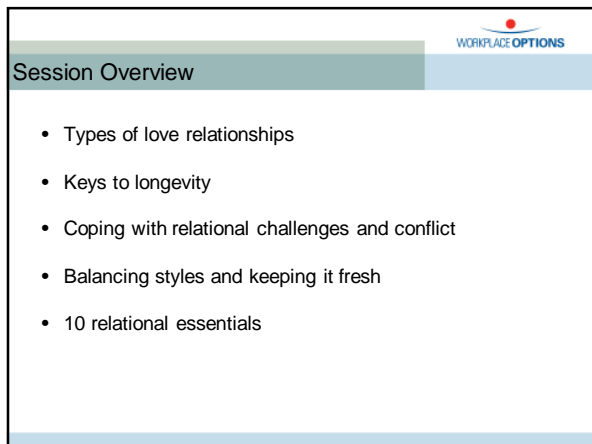 WORKPLACE OPTIONS
Session Overview
• Types of love relationships
• Keys to longevity
• Coping with relational challenges and conflict
• Balancing styles and keeping it fresh
• 10 relational essentials